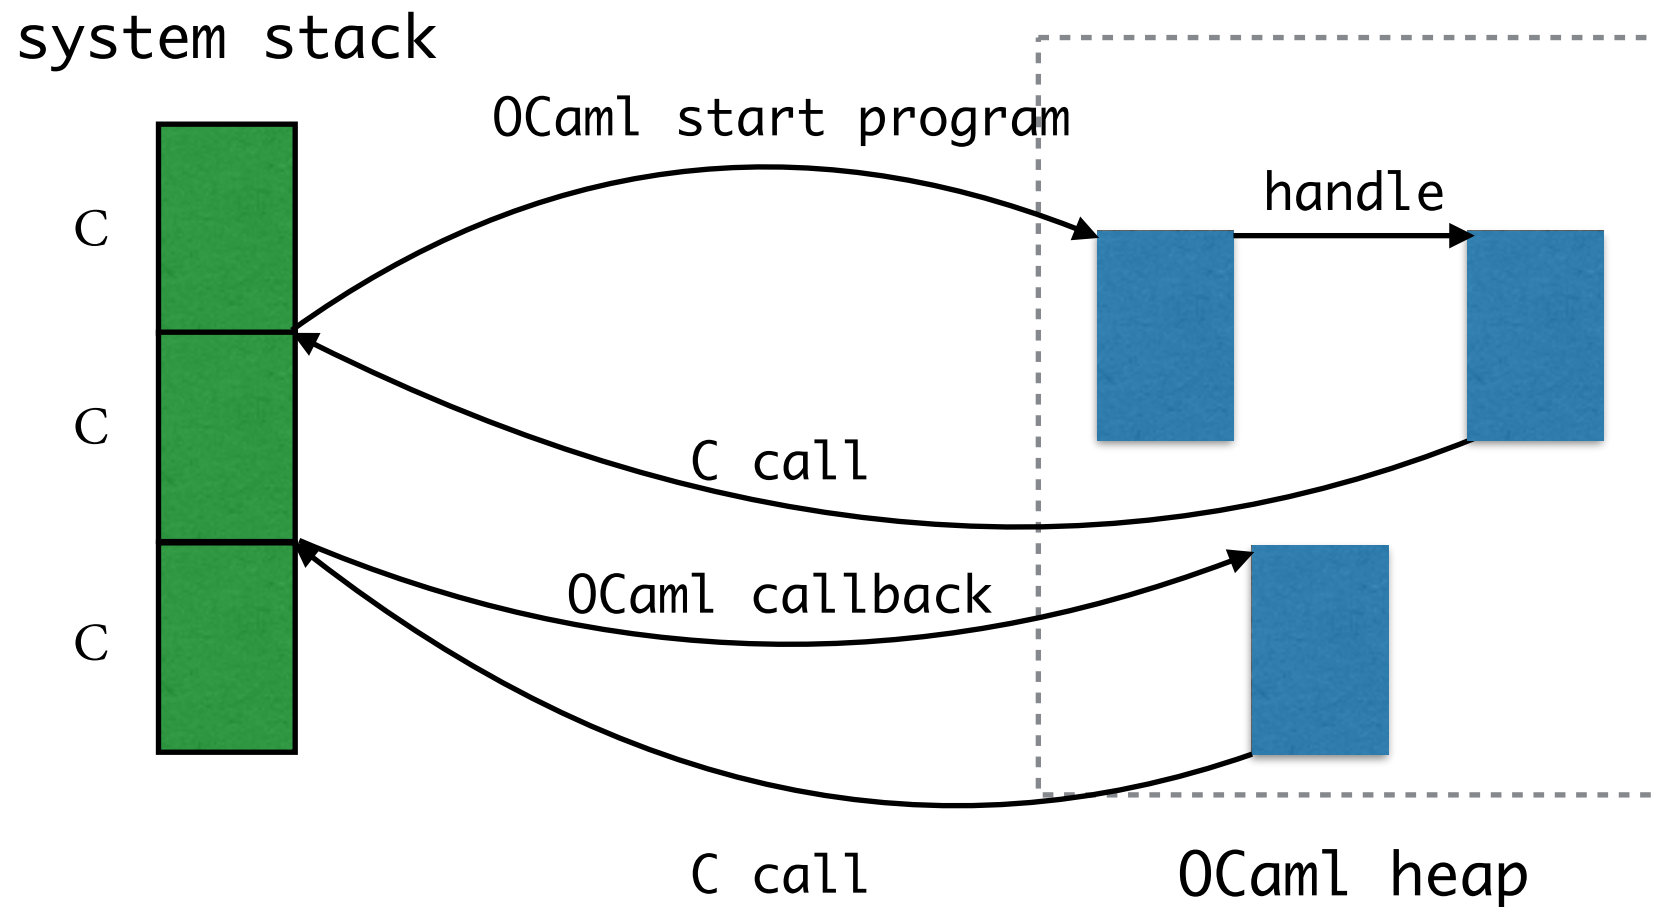 system stack
OCaml start program
handle
C
C
C call
OCaml callback
C
C call
OCaml heap